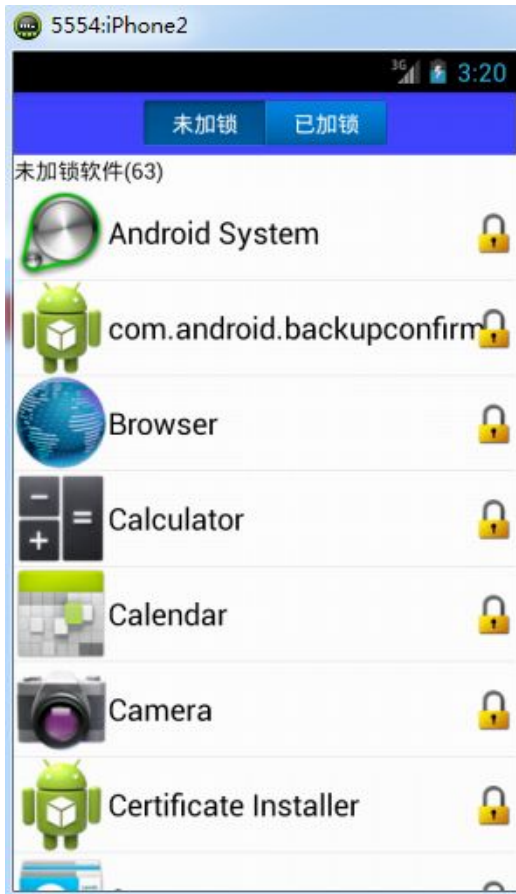 5554:iPhone2
3G 3:20
未加锁 已加锁
未加锁软件(63)
Android System
com.android.backupconfirm
Browser
Calculator
Calendar
Camera
Certificate Installer